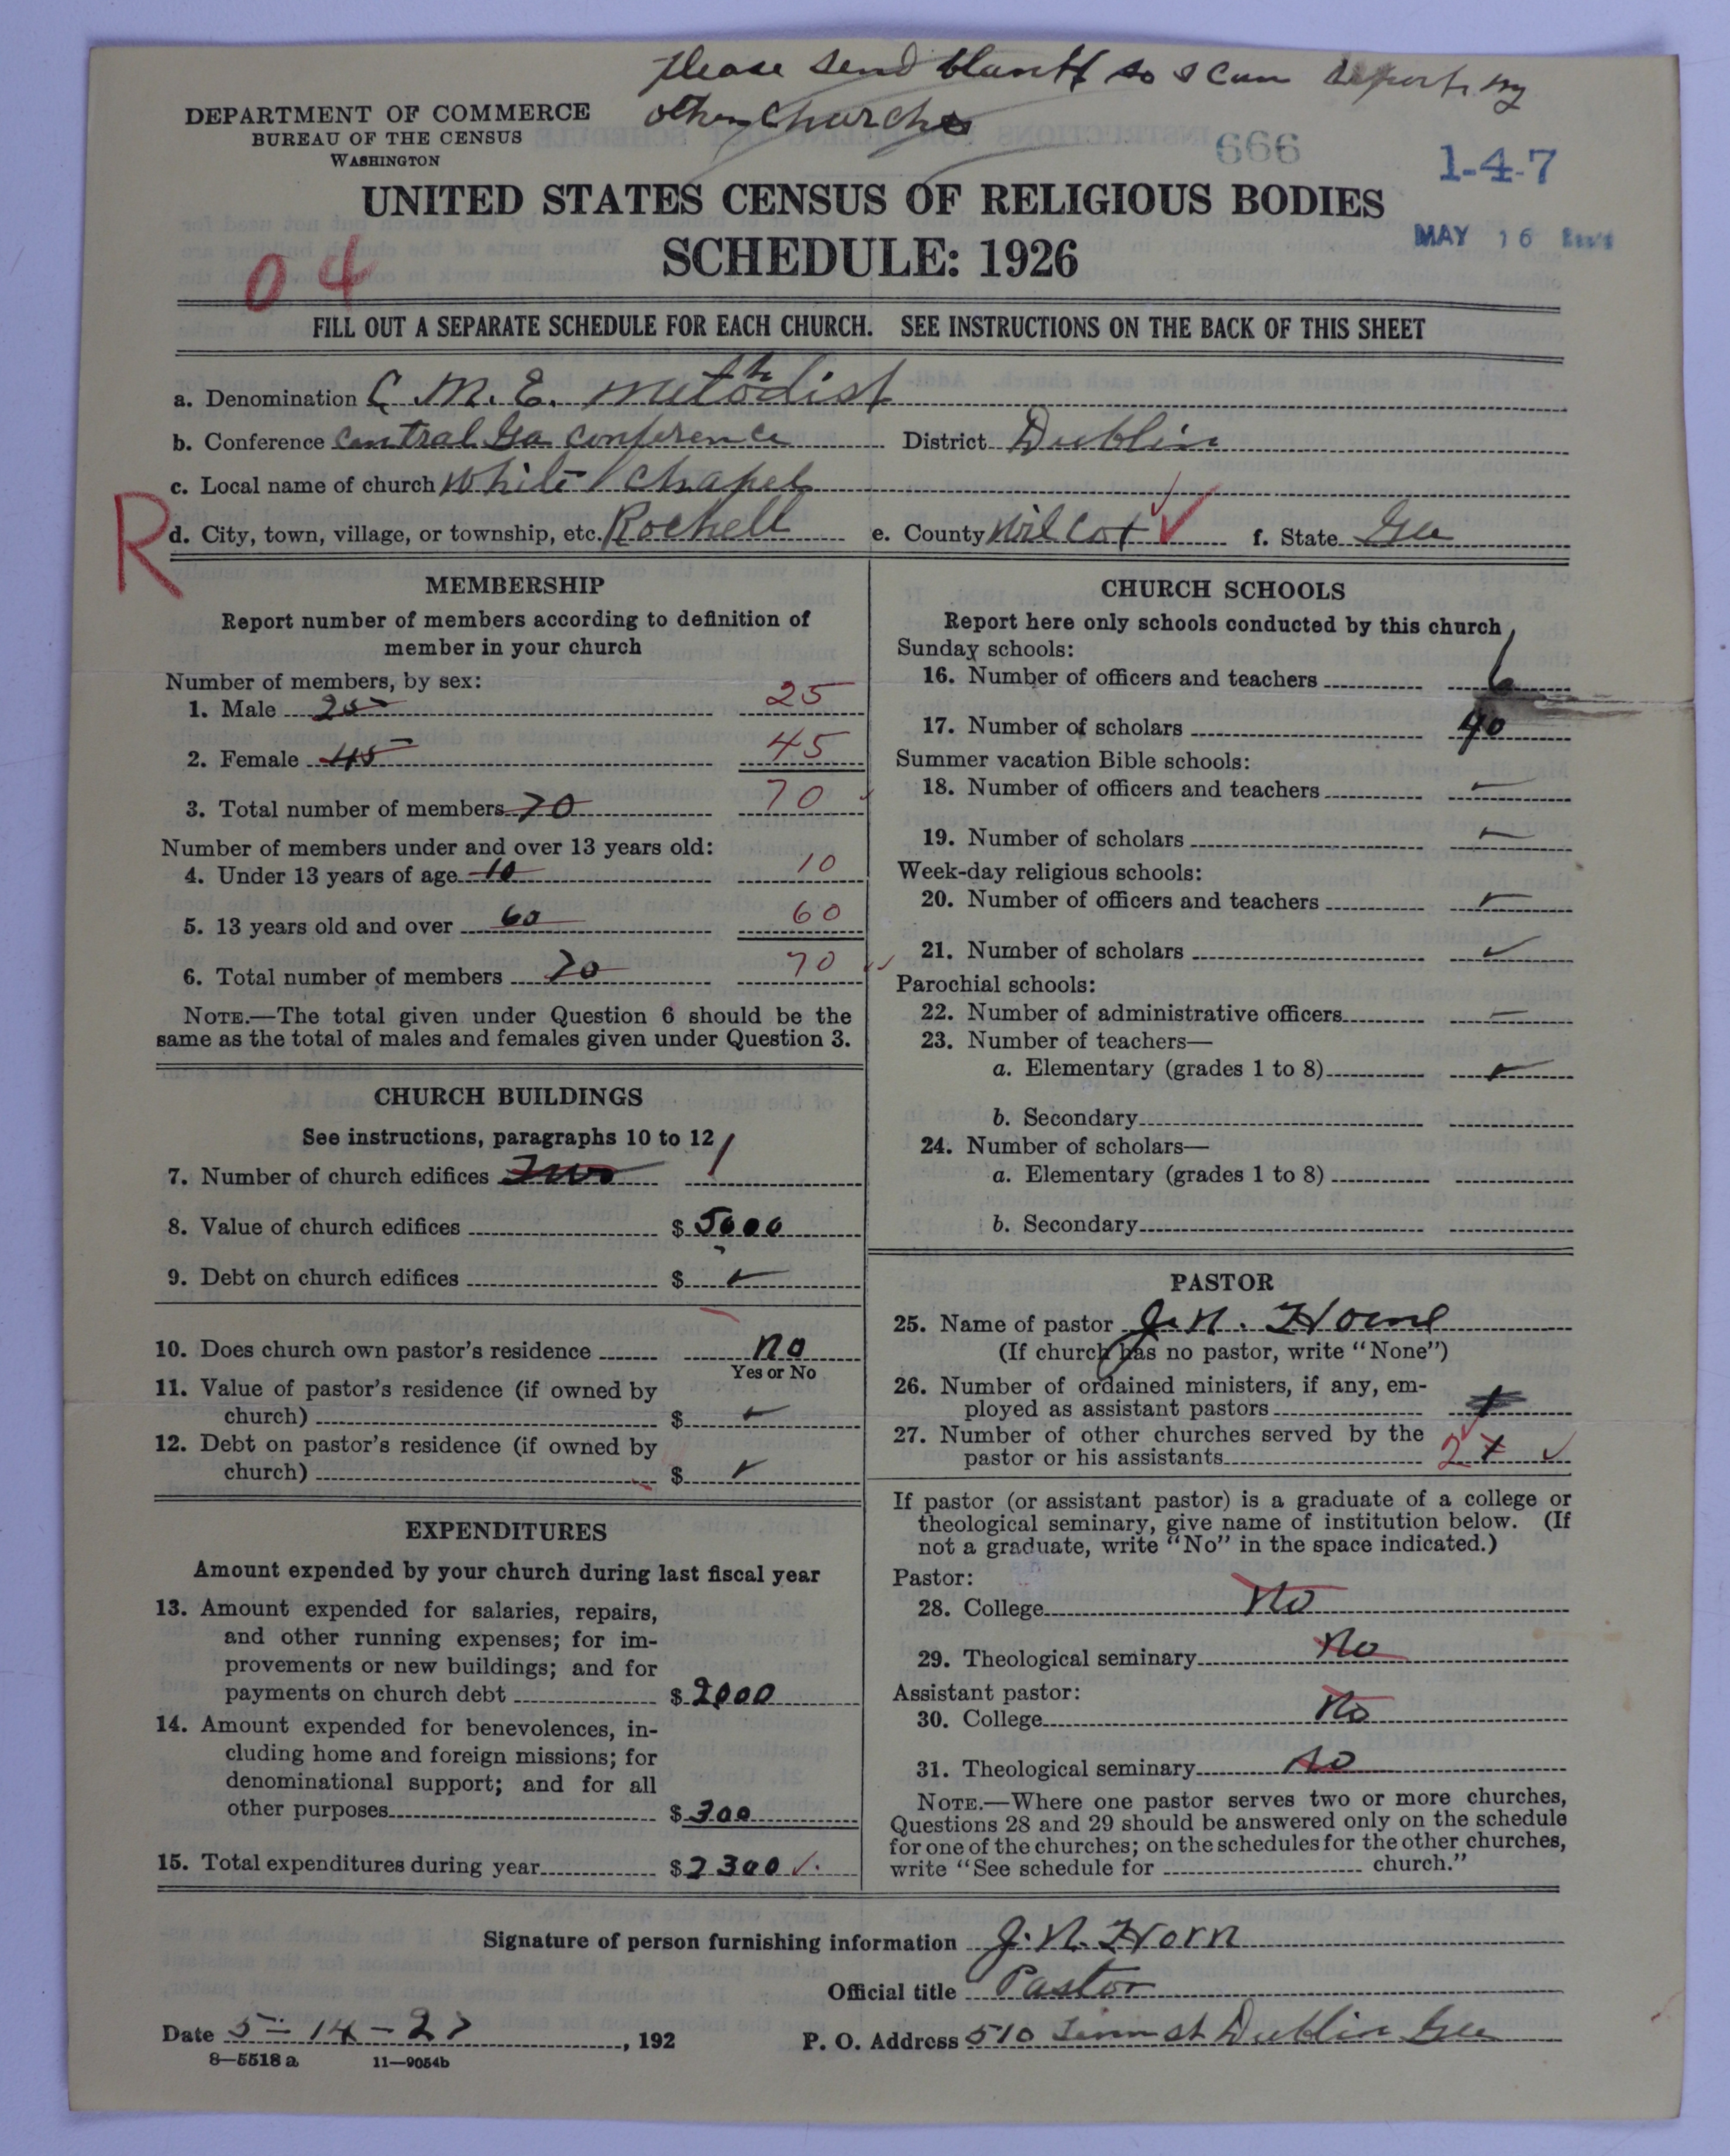 Please send blank so I can report my
other churches
DEPARTMENT OF COMMERCE
BUREAU OF THE CENSUS
WASHINGTON
666
1-4-7
UNITED STATES CENSUS OF RELIGIOUS BODIES
SCHEDULE: 1926
MAY 16
04
FILL OUT A SEPARATE SCHEDULE FOR EACH CHURCH. SEE INSTRUCTIONS ON THE BACK OF THIS SHEET
a. Denomination C. M. E. Methodist
b. Conference Central Ga Conference District Dublin
c. Local name of church White Chapel
R
d. City, town, village, or township, etc. Rochell e. County Wilcox f. State Ga
MEMBERSHIP
Report number of members according to definition of
member in your church
Number of members, by sex:
1. Male 25 25
2. Female 45 45
3. Total number of members 70 70
Number of members under and over 13 years old:
4. Under 13 years of age 10 10
5. 13 years old and over 60 60
6. Total number of members 70 70
NOTE.—The total given under Question 6 should be the
same as the total of males and females given under Question 3.
CHURCH BUILDINGS
See instructions, paragraphs 10 to 12
7. Number of church edifices Two 1
8. Value of church edifices $ 5000
9. Debt on church edifices $
10. Does church own pastor's residence no
Yes or No
11. Value of pastor's residence (if owned by
church) $
12. Debt on pastor's residence (if owned by
church) $
EXPENDITURES
Amount expended by your church during last fiscal year
13. Amount expended for salaries, repairs,
and other running expenses; for im-
provements or new buildings; and for
payments on church debt $ 2000
14. Amount expended for benevolences, in-
cluding home and foreign missions; for
denominational support; and for all
other purposes $ 300
15. Total expenditures during year $ 2300
CHURCH SCHOOLS
Report here only schools conducted by this church
Sunday schools:
16. Number of officers and teachers 6
17. Number of scholars 40
Summer vacation Bible schools:
18. Number of officers and teachers
19. Number of scholars
Week-day religious schools:
20. Number of officers and teachers
21. Number of scholars
Parochial schools:
22. Number of administrative officers
23. Number of teachers—
a. Elementary (grades 1 to 8)
b. Secondary
24. Number of scholars—
a. Elementary (grades 1 to 8)
b. Secondary
PASTOR
25. Name of pastor J. N. Horne
(If church has no pastor, write "None")
26. Number of ordained ministers, if any, em-
ployed as assistant pastors
27. Number of other churches served by the
pastor or his assistants 2
If pastor (or assistant pastor) is a graduate of a college or
theological seminary, give name of institution below. (If
not a graduate, write "No" in the space indicated.)
Pastor:
28. College No
29. Theological seminary No
Assistant pastor:
30. College No
31. Theological seminary No
NOTE.—Where one pastor serves two or more churches,
Questions 28 and 29 should be answered only on the schedule
for one of the churches; on the schedules for the other churches,
write "See schedule for church."
Signature of person furnishing information J. N. Horn
Official title Pastor
Date 5-14-27, 192 P. O. Address 510 st Dublin Ga
8—5518 a 11—9054b